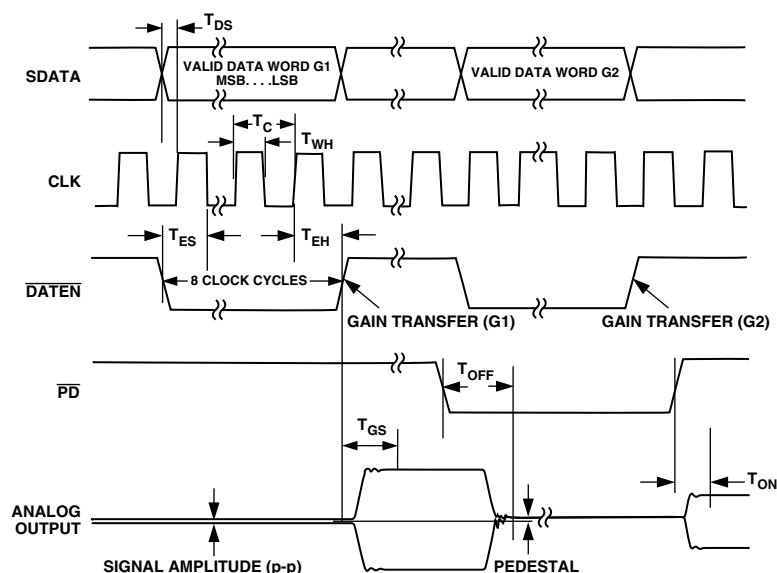 T_DS
SDATA
VALID DATA WORD G1
MSB. . . .LSB
VALID DATA WORD G2
T_C
T_WH
CLK
T_ES
T_EH
DATEN
8 CLOCK CYCLES
GAIN TRANSFER (G1)
GAIN TRANSFER (G2)
PD
T_OFF
T_GS
T_ON
ANALOG
OUTPUT
SIGNAL AMPLITUDE (p-p)
PEDESTAL